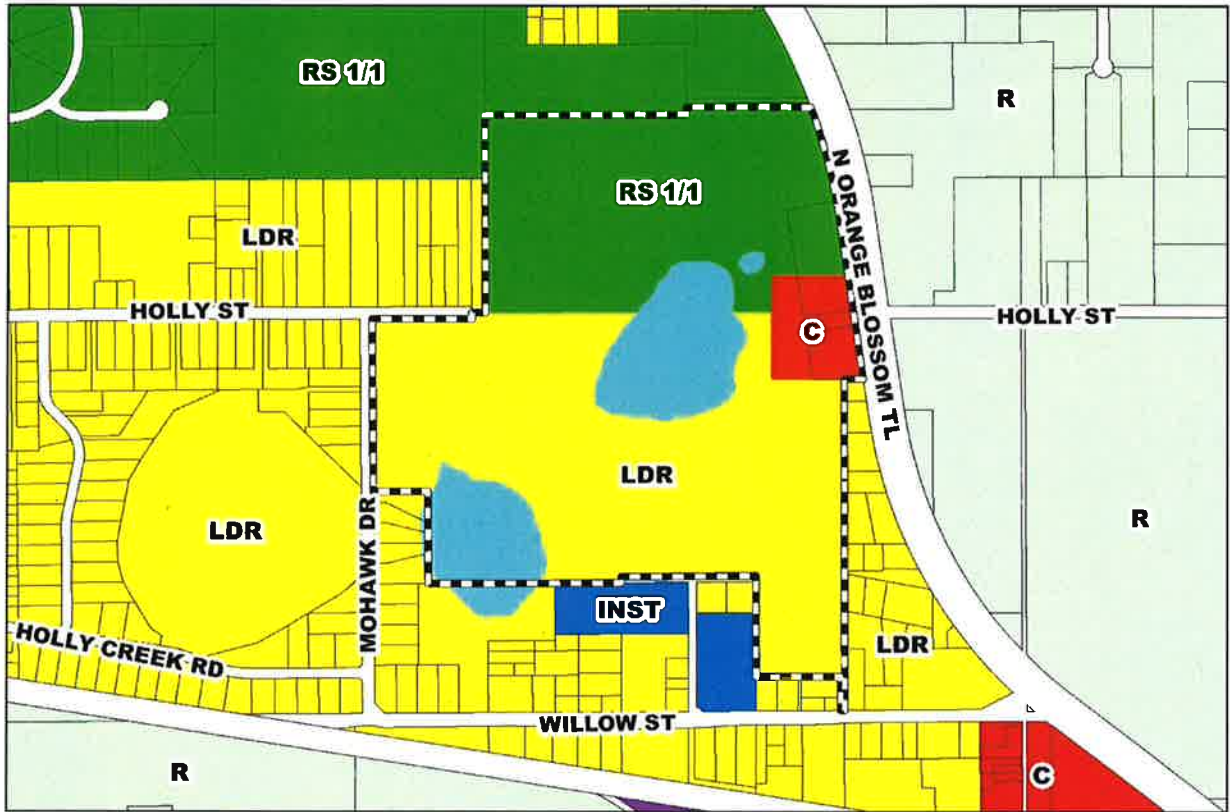 RS 1/1
R
RS 1/1
N ORANGE BLOSSOM TL
LDR
HOLLY ST
HOLLY ST
C
LDR
LDR
R
MOHAWK DR
INST
HOLLY CREEK RD
LDR
WILLOW ST
R
C